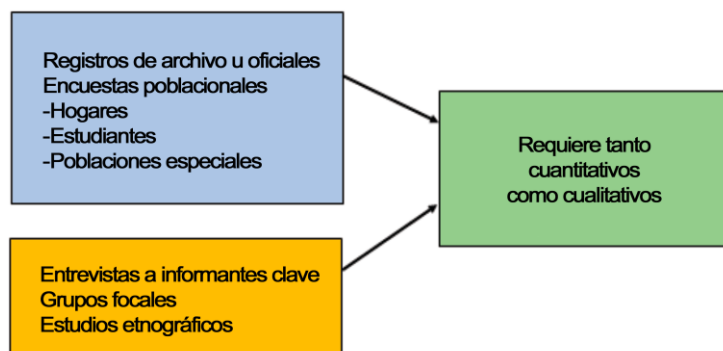 Registros de archivo u oficiales
Encuestas poblacionales
-Hogares
-Estudiantes
-Poblaciones especiales
Requiere tanto
cuantitativos
como cualitativos
Entrevistas a informantes clave
Grupos focales
Estudios etnográficos